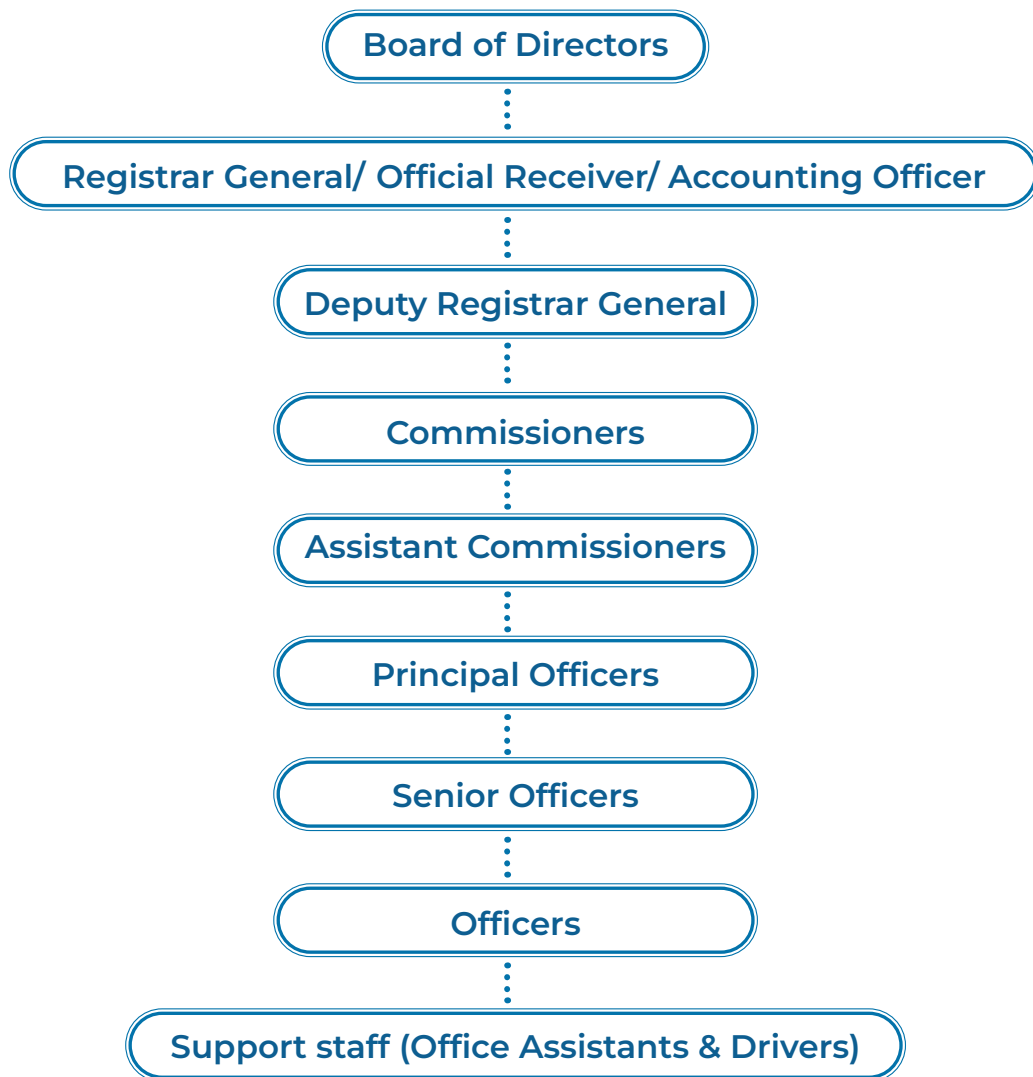 Board of Directors
Registrar General/ Official Receiver/ Accounting Officer
Deputy Registrar General
Commissioners
Assistant Commissioners
Principal Officers
Senior Officers
Officers
Support staff (Office Assistants & Drivers)